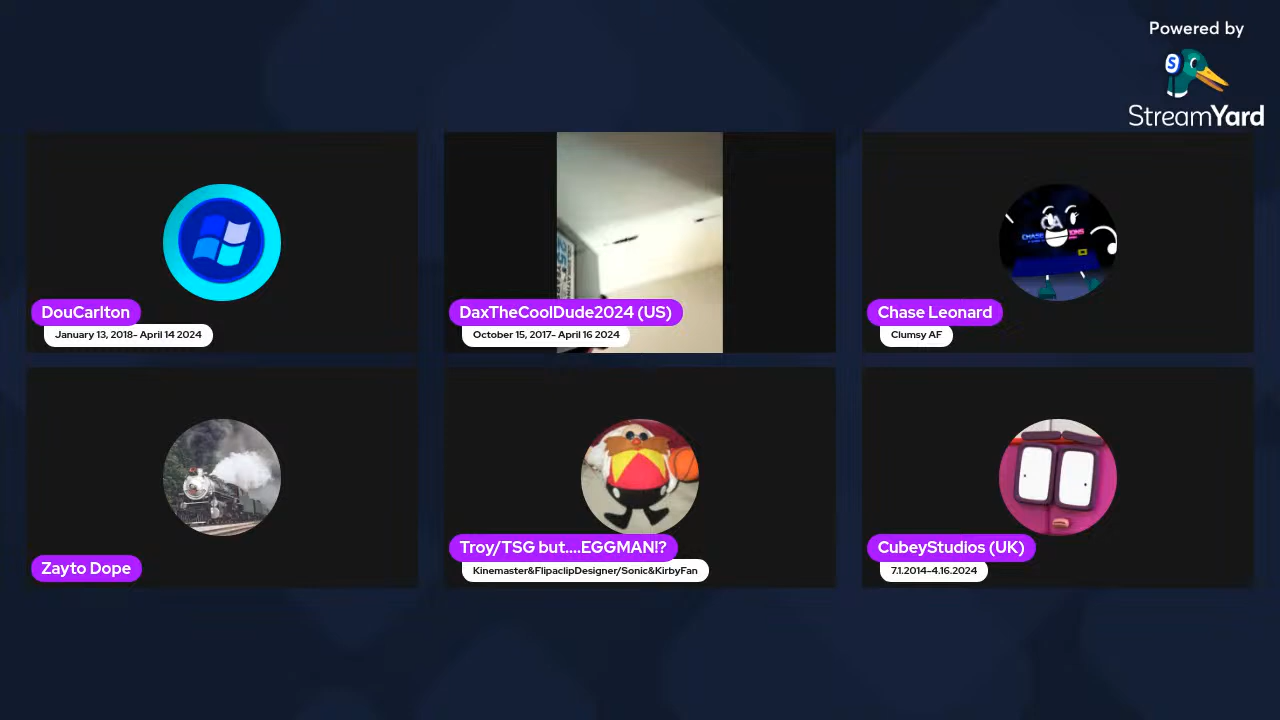 Powered by
S
StreamYard
DouCarlton
January 13, 2018- April 14 2024
25
DaxTheCoolDude2024 (US)
October 15, 2017- April 16 2024
CA
Chase Leonard
Clumsy AF
Zayto Dope
Troy/TSG but....EGGMAN!?
Kinemaster&FlipaclipDesigner/Sonic&KirbyFan
CubeyStudios (UK)
7.1.2014-4.16.2024